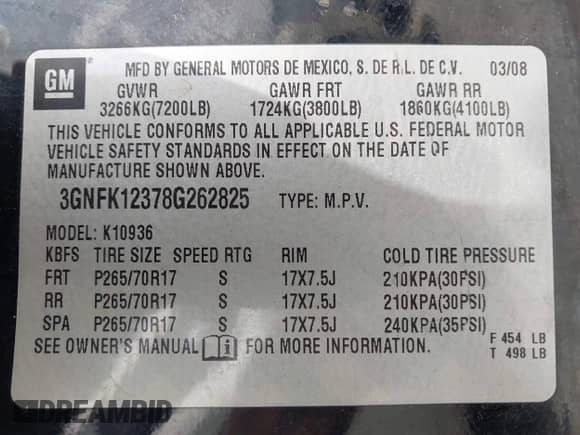 GM
MFD BY GENERAL MOTORS DE MEXICO, S. DE R.L. DE C.V. 03/08
GVWR GAWR FRT GAWR RR
3266KG(7200LB) 1724KG(3800LB) 1860KG(4100LB)
THIS VEHICLE CONFORMS TO ALL APPLICABLE U.S. FEDERAL MOTOR
VEHICLE SAFETY STANDARDS IN EFFECT ON THE DATE OF
MANUFACTURE SHOWN ABOVE.
3GNFK12378G262825 TYPE: M.P.V.
MODEL: K10936
KBFS TIRE SIZE SPEED RTG RIM COLD TIRE PRESSURE
FRT P265/70R17 S 17X7.5J 210KPA(30PSI)
RR P265/70R17 S 17X7.5J 210KPA(30PSI)
SPA P265/70R17 S 17X7.5J 240KPA(35PSI)
SEE OWNER'S MANUAL FOR MORE INFORMATION.
F 454 LB
T 498 LB
DREAMBID